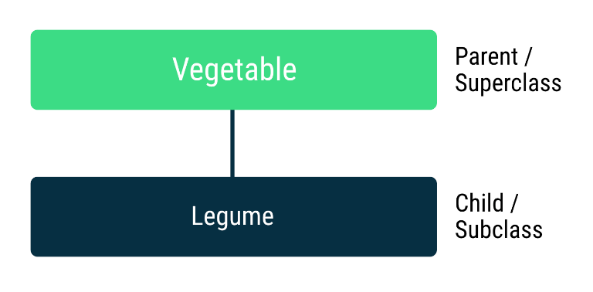 Vegetable
Parent /
Superclass
Legume
Child /
Subclass